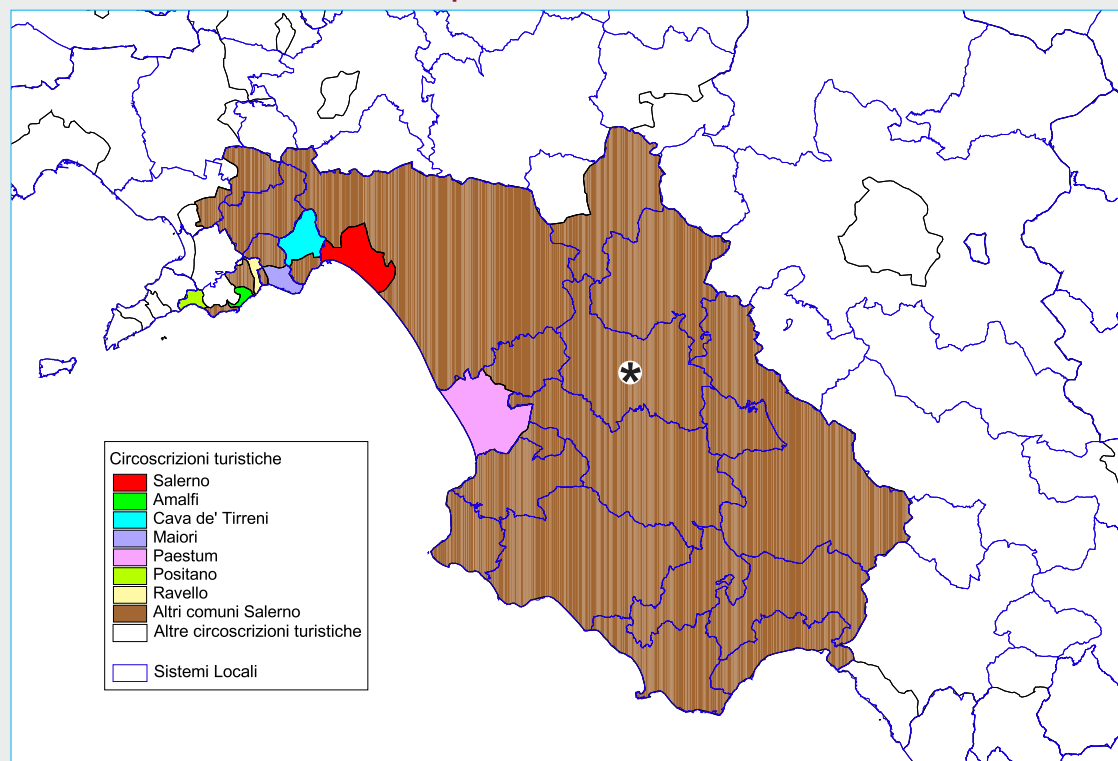 Circoscrizioni turistiche
Salerno
Amalfi
Cava de' Tirreni
Maiori
Paestum
Positano
Ravello
Altri comuni Salerno
Altre circoscrizioni turistiche
Sistemi Locali
*